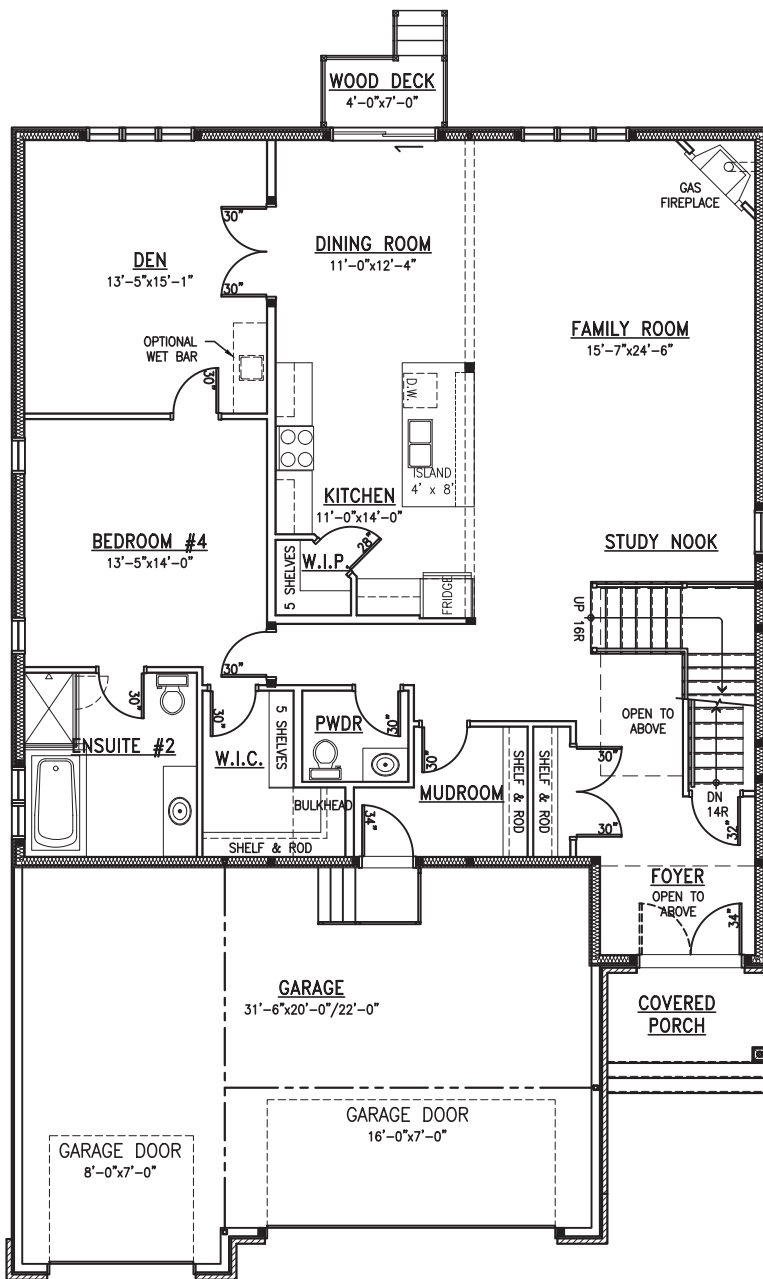 WOOD DECK
4'-0"x7'-0"
GAS
FIREPLACE
30"
DEN
13'-5"x15'-1"
30"
DINING ROOM
11'-0"x12'-4"
FAMILY ROOM
15'-7"x24'-6"
OPTIONAL
WET BAR
30"
D.W.
ISLAND
4' x 8'
KITCHEN
11'-0"x14'-0"
BEDROOM #4
13'-5"x14'-0"
5 SHELVES
W.I.P.
28"
FRIDGE
STUDY NOOK
UP 16R
30"
30"
ENSUITE #2
30"
W.I.C.
5 SHELVES
PWDR
30"
OPEN TO
ABOVE
30"
MUDROOM
SHELF & ROD
SHELF & ROD
30"
30"
DN
14R
32"
BULKHEAD
34"
SHELF & ROD
FOYER
OPEN TO
ABOVE
34"
GARAGE
31'-6"x20'-0"/22'-0"
COVERED
PORCH
GARAGE DOOR
16'-0"x7'-0"
GARAGE DOOR
8'-0"x7'-0"